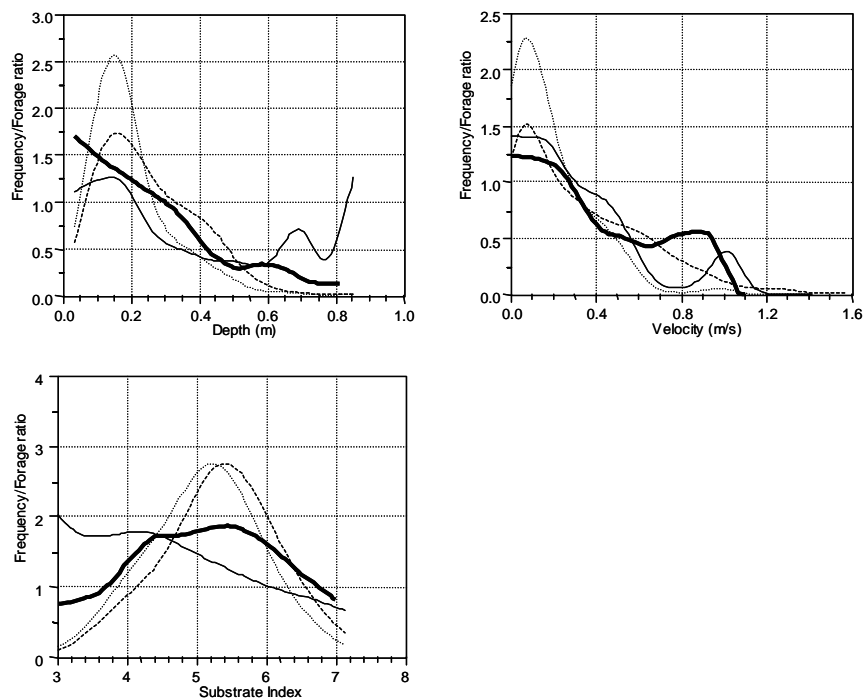 3.0
2.5
2.0
1.5
1.0
0.5
0.0
Frequency/Forage ratio
0.0 0.2 0.4 0.6 0.8 1.0
Depth (m)
2.5
2.0
1.5
1.0
0.5
0.0
Frequency/Forage ratio
0.0 0.4 0.8 1.2 1.6
Velocity (m/s)
4
3
2
1
0
Frequency/Forage ratio
3 4 5 6 7 8
Substrate Index